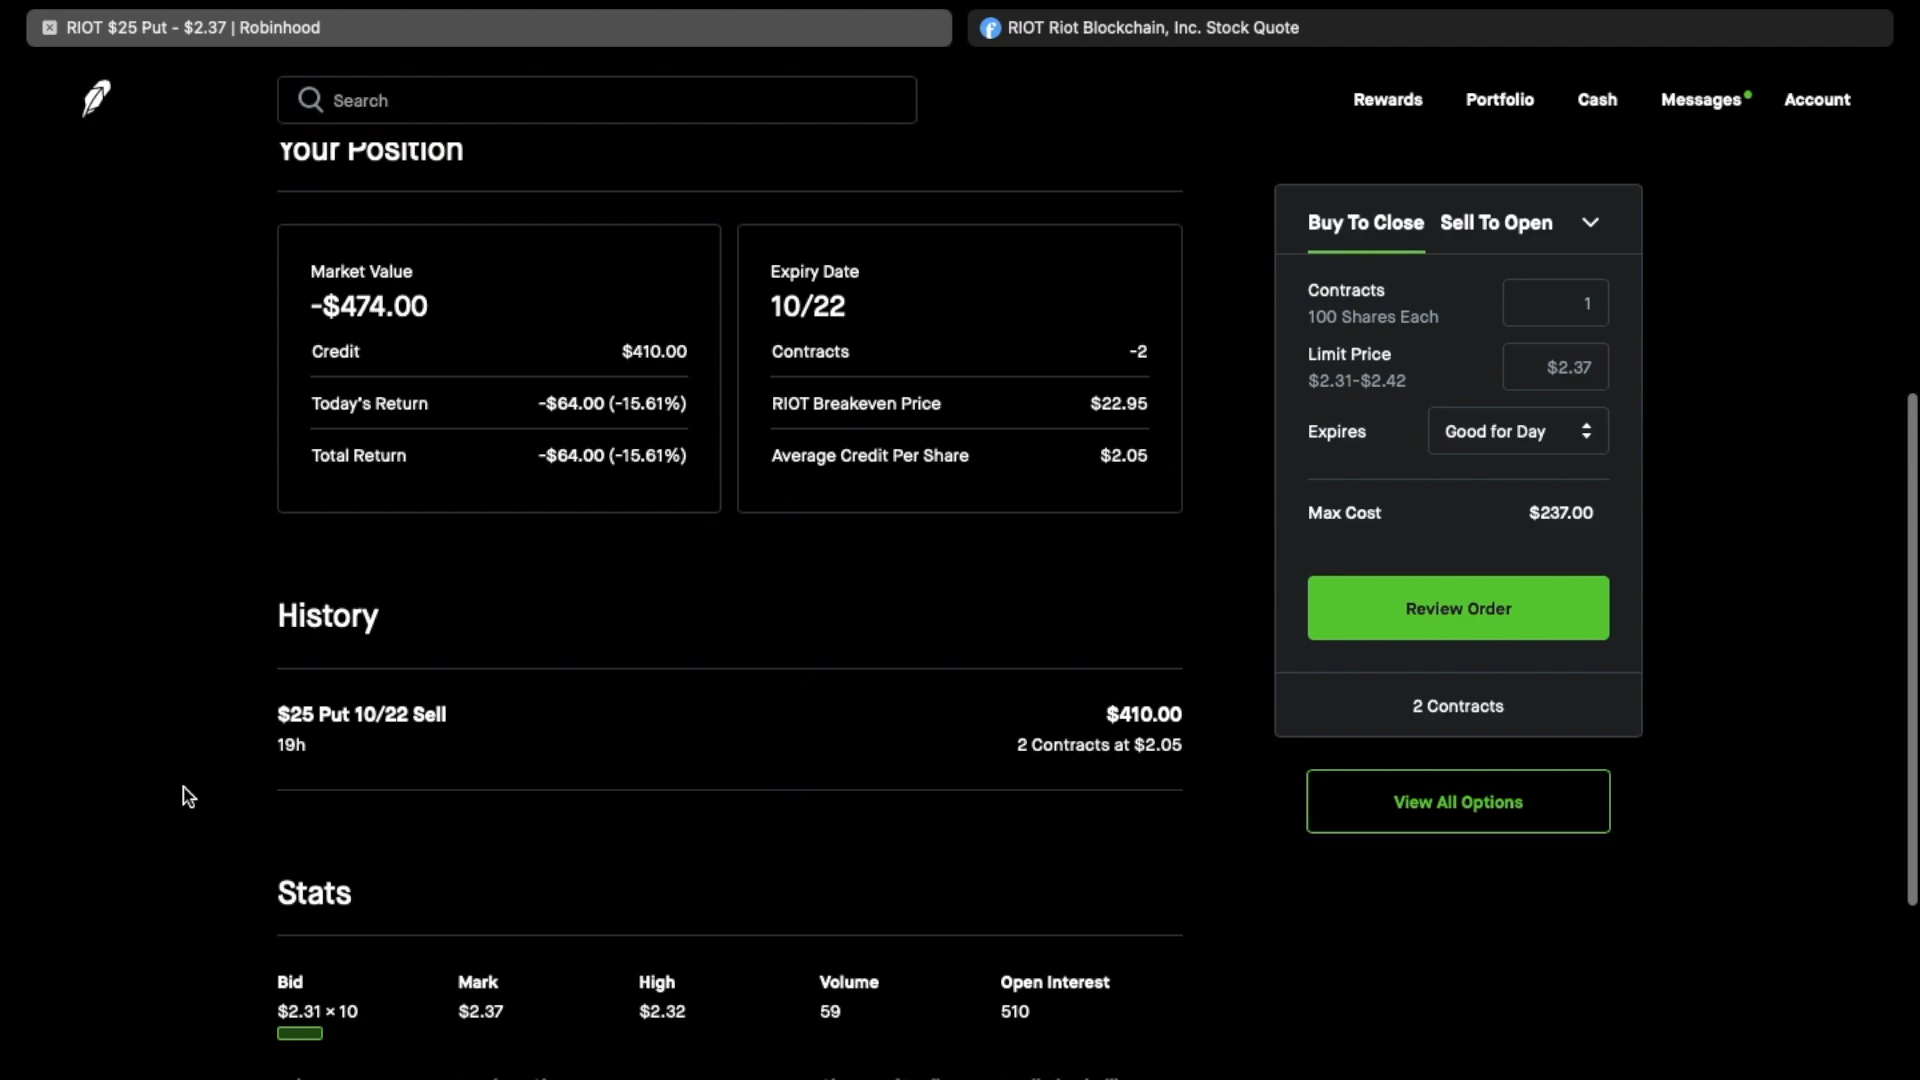 RIOT $25 Put - $2.37 | Robinhood
RIOT Riot Blockchain, Inc. Stock Quote
Search
Rewards
Portfolio
Cash
Messages
Account
Your Position
Market Value
-$474.00
Credit $410.00
Today's Return -$64.00 (-15.61%)
Total Return -$64.00 (-15.61%)
Expiry Date
10/22
Contracts -2
RIOT Breakeven Price $22.95
Average Credit Per Share $2.05
Buy To Close Sell To Open
Contracts 1
100 Shares Each
Limit Price $2.37
$2.31-$2.42
Expires Good for Day
Max Cost $237.00
Review Order
2 Contracts
View All Options
History
$25 Put 10/22 Sell $410.00
19h 2 Contracts at $2.05
Stats
Bid Mark High Volume Open Interest
$2.31 × 10 $2.37 $2.32 59 510